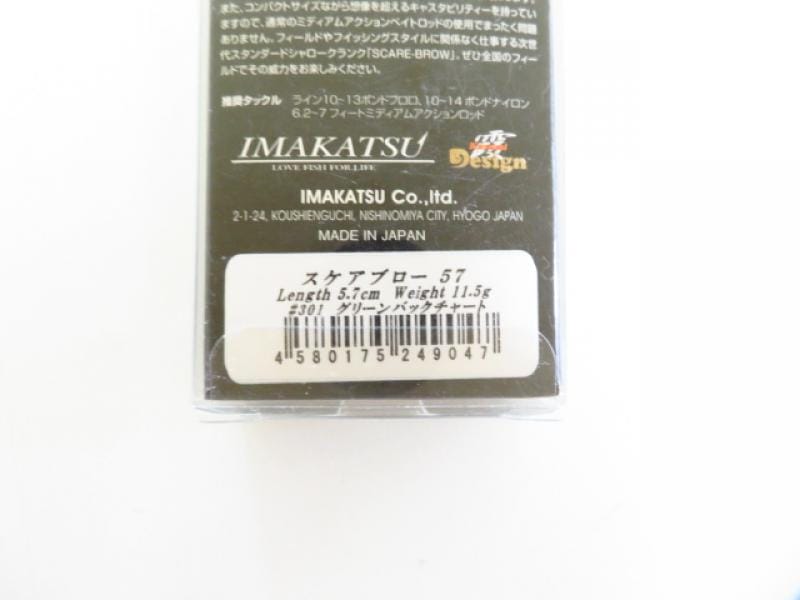 また、コンパクトサイズながら想像を超えるキャスタビリティーを持ってい
ますので、通常のミディアムアクションベイトロッドの使用でまったく問題
ありません。フィールドやフィッシングスタイルに関係なく仕事する次世
代スタンダードシャロークランク「SCARE-BROW」。ぜひ全国のフィー
ルドでその威力をお楽しみください。
推奨タックル ライン10~13ポンドフロロ、10~14ポンドナイロン
6.2~7フィートミディアムアクションロッド
IMAKATSU
LOVE FISH FOR LIFE
Design
IMAKATSU Co.,ltd.
2-1-24, KOUSHIENGUCHI, NISHINOMIYA CITY, HYOGO JAPAN
MADE IN JAPAN
スケアブロー 57
Length 5.7cm Weight 11.5g
#301 グリーンバックチャート
4 580175 249047